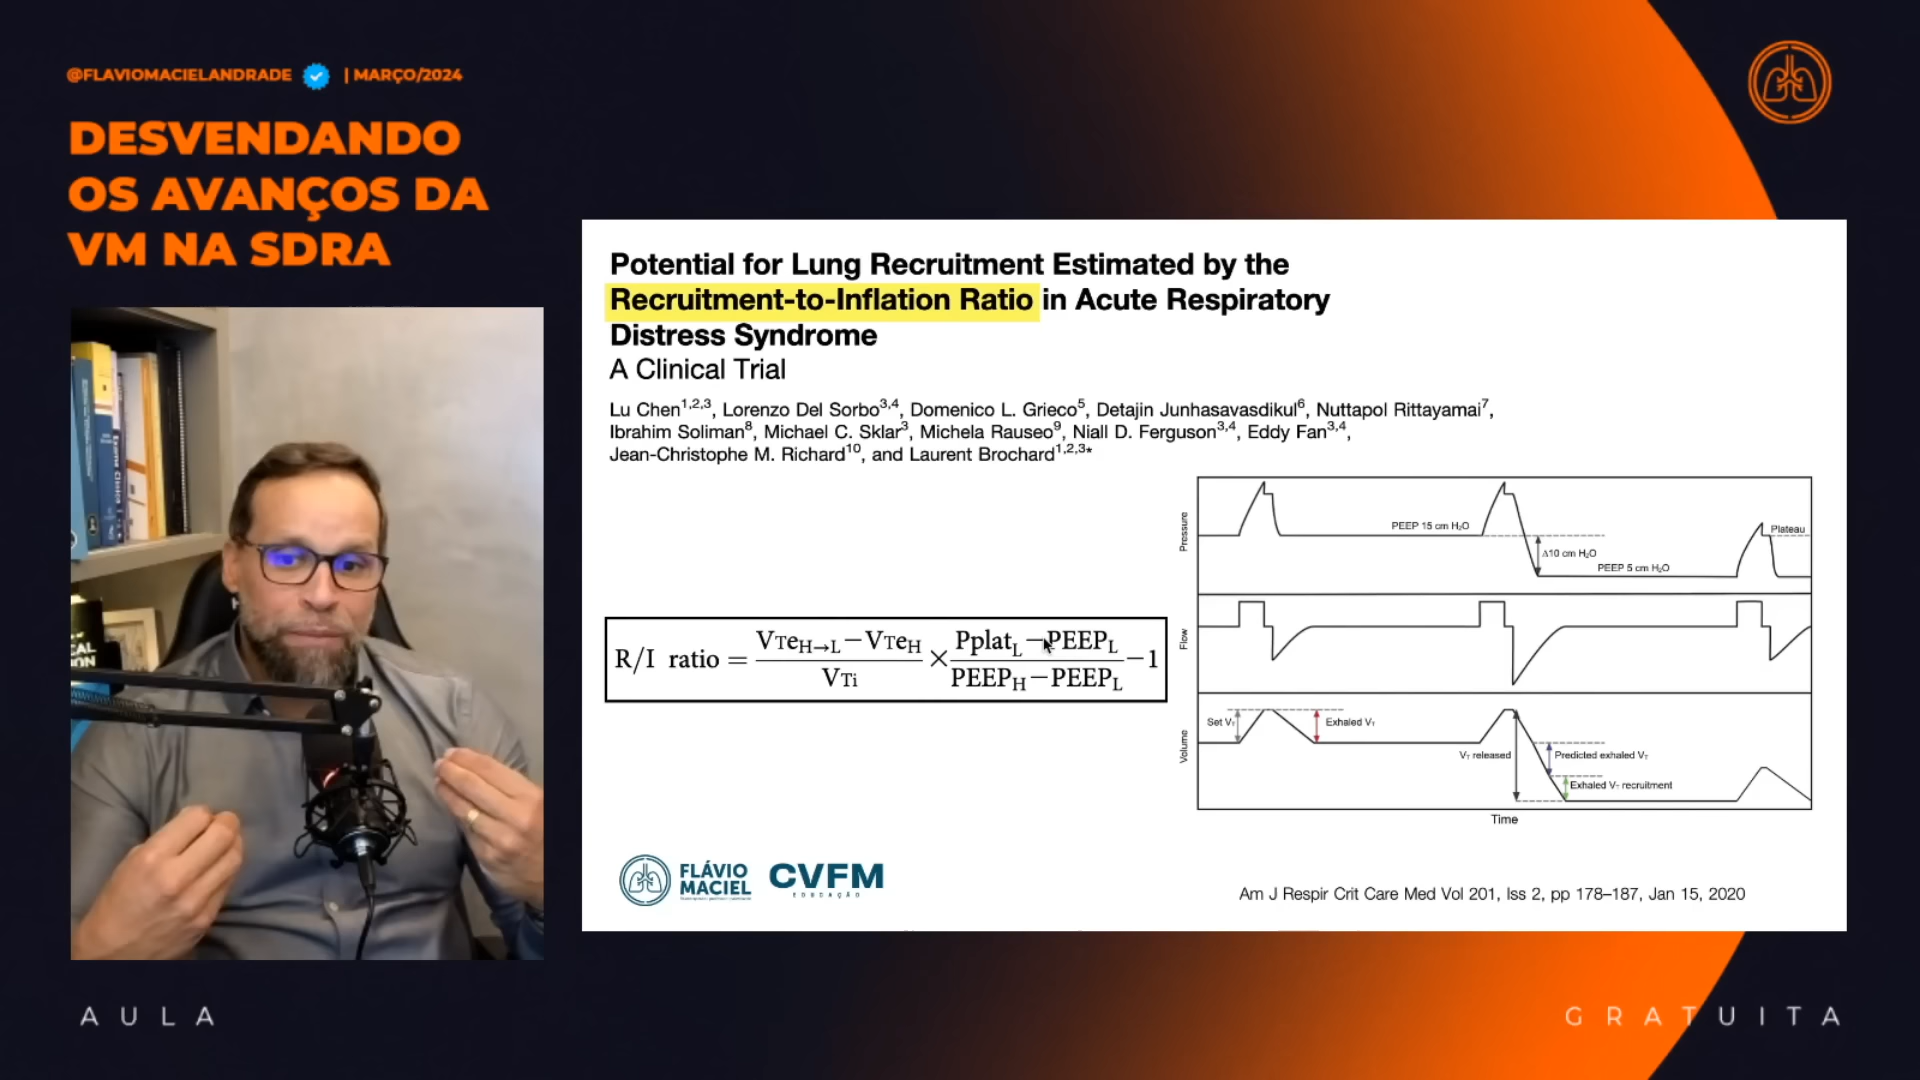 @FLAVIOMACIELANDRADE | MARÇO/2024
DESVENDANDO
OS AVANÇOS DA
VM NA SDRA
Potential for Lung Recruitment Estimated by the
Recruitment-to-Inflation Ratio in Acute Respiratory
Distress Syndrome
A Clinical Trial
Lu Chen1,2,3, Lorenzo Del Sorbo3,4, Domenico L. Grieco5, Detajin Junhasavasdikul6, Nuttapol Rittayamai7,
Ibrahim Soliman8, Michael C. Sklar3, Michela Rauseo9, Niall D. Ferguson3,4, Eddy Fan3,4,
Jean-Christophe M. Richard10, and Laurent Brochard1,2,3*
R/I ratio = (VTeH→L − VTeH)/VTi × (PplatL − PEEPL)/(PEEPH − PEEPL) − 1
Pressure
PEEP 15 cm H2O
Δ10 cm H2O
PEEP 5 cm H2O
Plateau
Flow
Volume
Set VT
Exhaled VT
VT released
Predicted exhaled VT
Exhaled VT recruitment
Time
FLÁVIO
MACIEL
CVFM
EDUCAÇÃO
Am J Respir Crit Care Med Vol 201, Iss 2, pp 178–187, Jan 15, 2020
AULA
GRATUITA